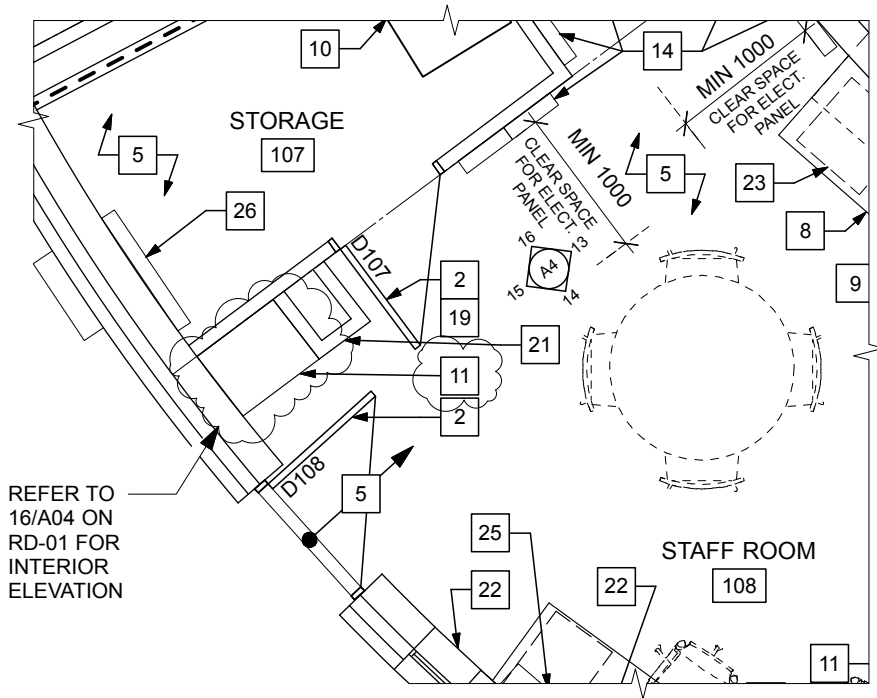 10
14
MIN 1000
CLEAR SPACE
FOR ELECT.
PANEL
STORAGE
107
5
MIN 1000
CLEAR SPACE
FOR ELECT.
PANEL
5
23
26
8
D107
16
13
A4
15
14
2
19
9
21
11
2
D108
5
REFER TO
16/A04 ON
RD-01 FOR
INTERIOR
ELEVATION
25
STAFF ROOM
108
22
22
11